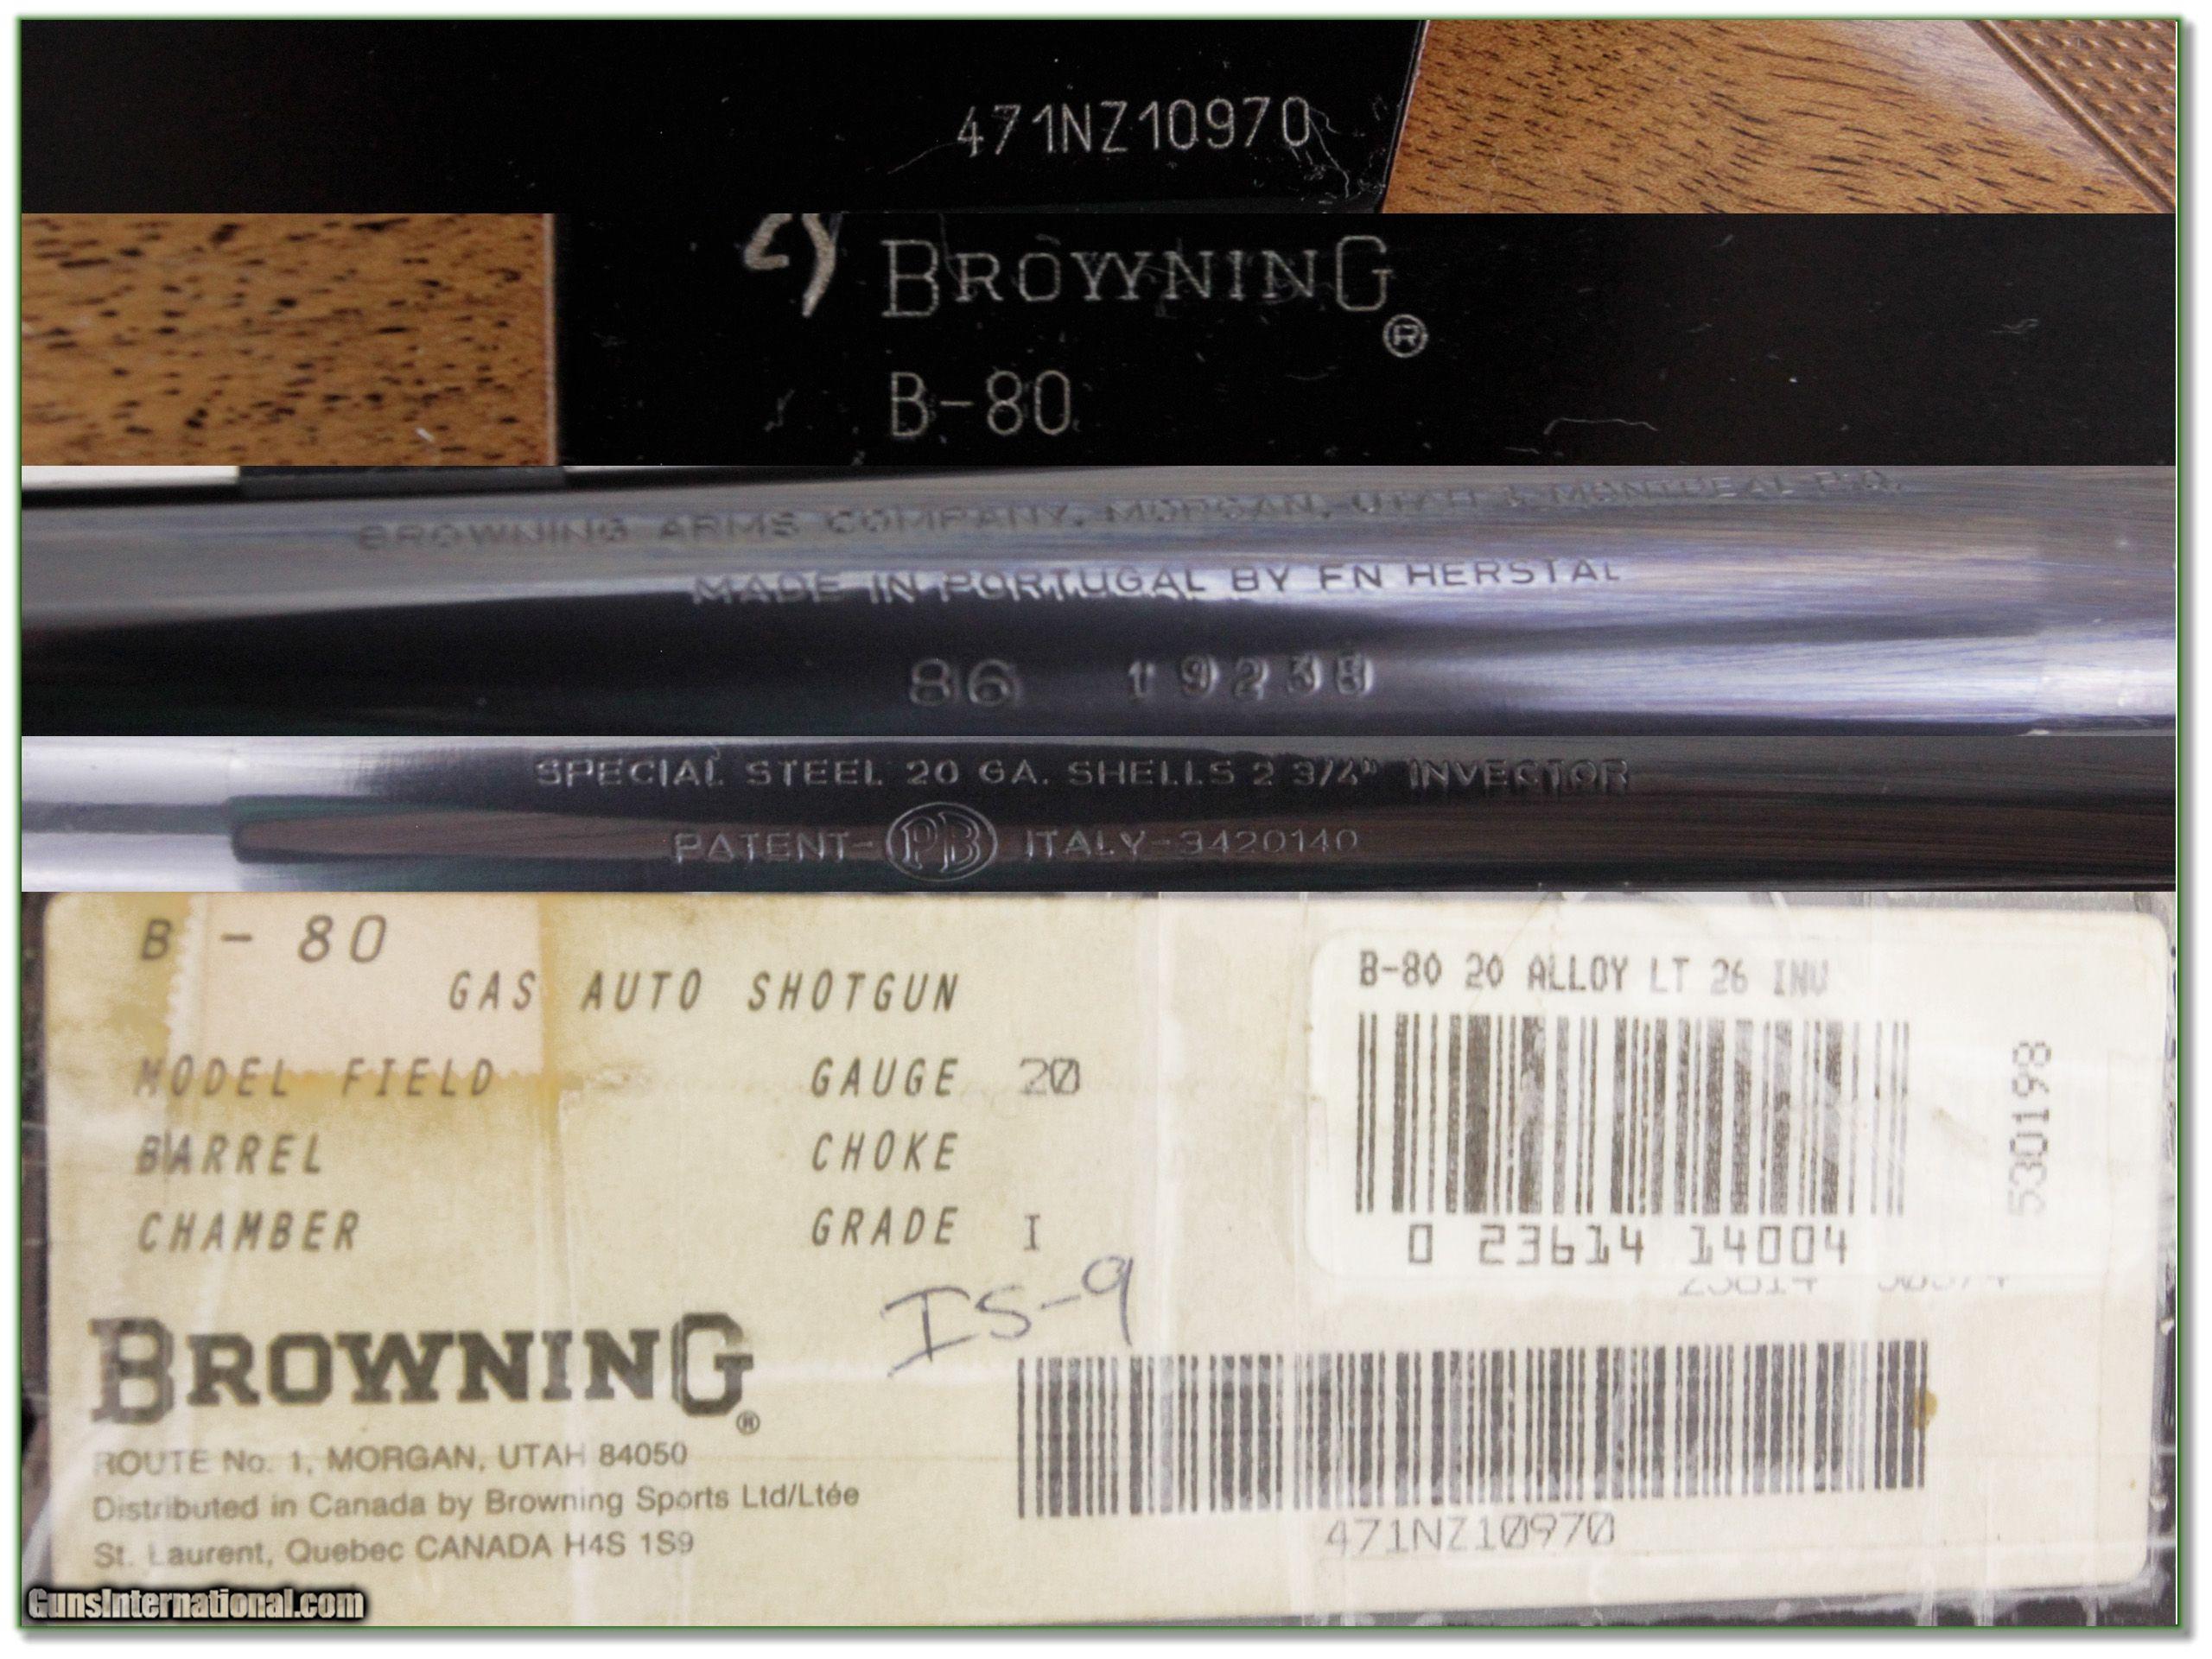 471NZ10970
BROWNING®
B-80
BROWNING ARMS COMPANY, MORGAN, UTAH & MONTREAL P.Q.
MADE IN PORTUGAL BY FN HERSTAL
86 19238
SPECIAL STEEL 20 GA. SHELLS 2 3/4" INVECTOR
PATENT-PB ITALY-3420140
B - 80
GAS AUTO SHOTGUN
MODEL FIELD GAUGE 20
BARREL CHOKE
CHAMBER GRADE I
IS-9
B-80 20 ALLOY LT 26 INV
530198
0 23614 14004
23614
BROWNING®
ROUTE No. 1, MORGAN, UTAH 84050
Distributed in Canada by Browning Sports Ltd/Ltée
St. Laurent, Quebec CANADA H4S 1S9
471NZ10970
GunsInternational.com